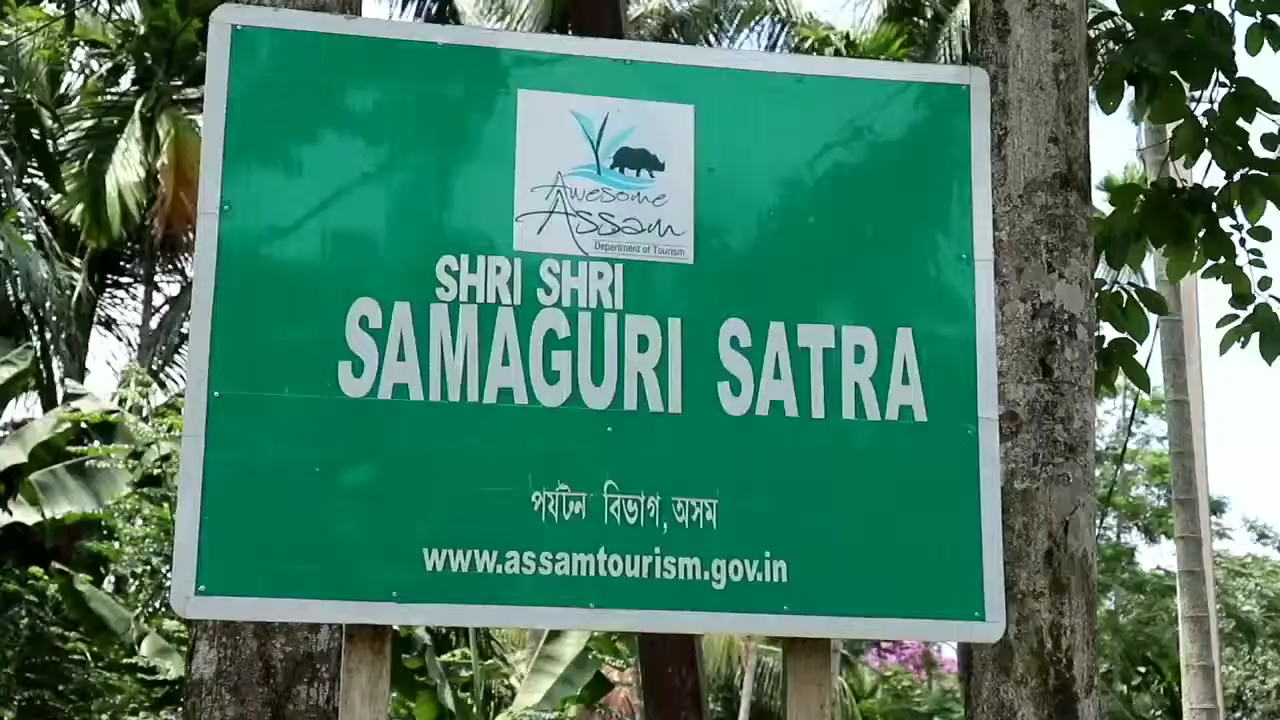 Awesome
Assam
Department of Tourism
SHRI SHRI
SAMAGURI SATRA
পৰ্যটন বিভাগ, অসম
www.assamtourism.gov.in